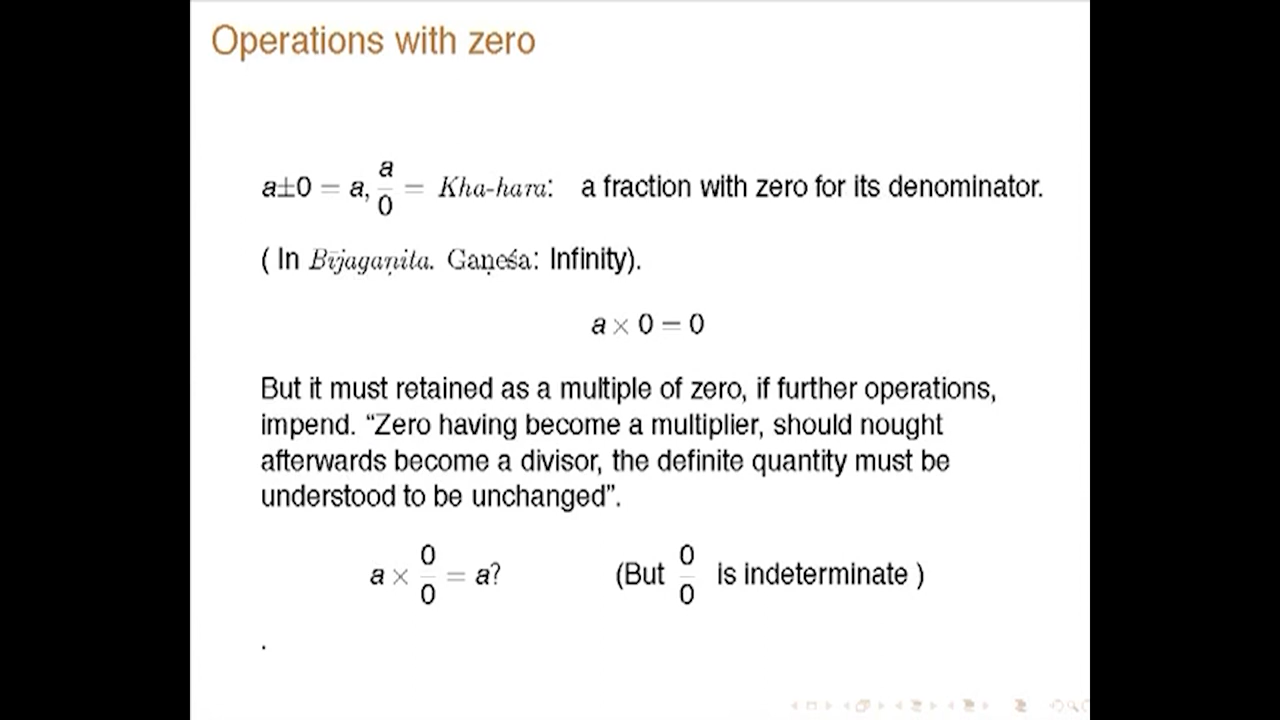 Operations with zero
a±0 = a, a/0 = Kha-hara: a fraction with zero for its denominator.
( In Bījagaṇita. Gaṇeśa: Infinity).
a × 0 = 0
But it must retained as a multiple of zero, if further operations,
impend. “Zero having become a multiplier, should nought
afterwards become a divisor, the definite quantity must be
understood to be unchanged”.
a × 0/0 = a? (But 0/0 is indeterminate )
.